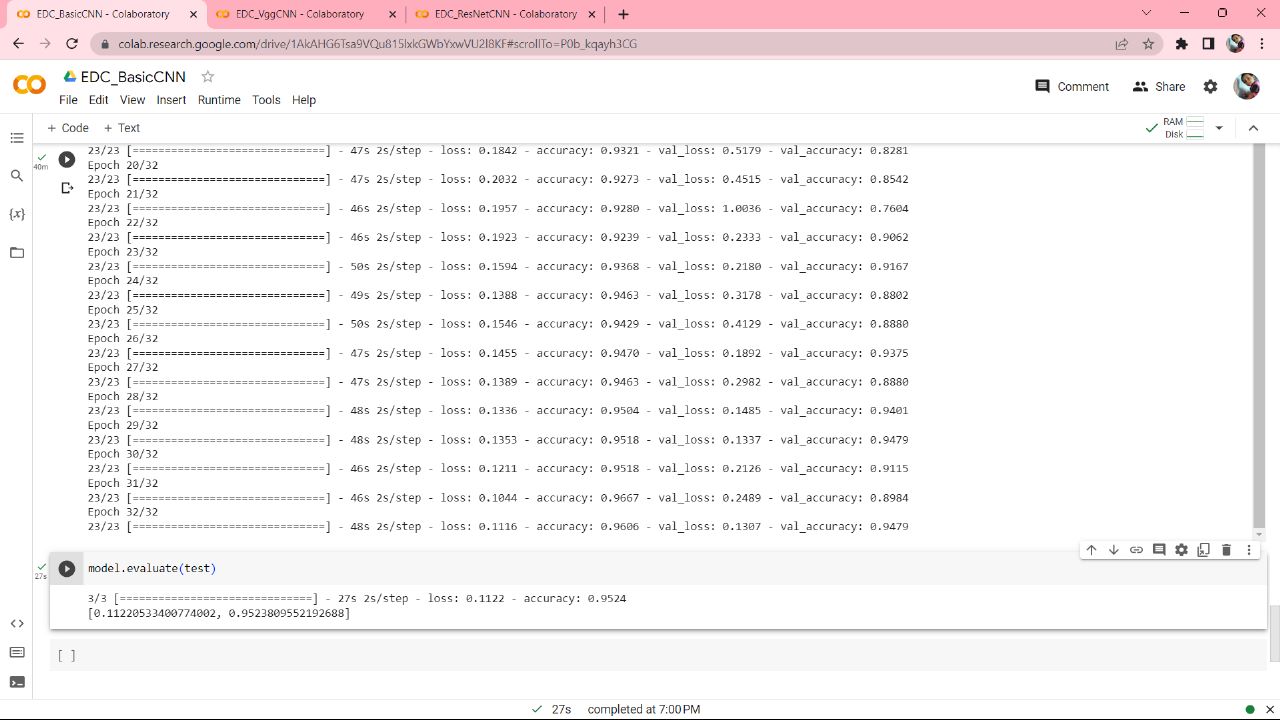 EDC_BasicCNN - Colaboratory
EDC_VggCNN - Colaboratory
EDC_ResNetCNN - Colaboratory
colab.research.google.com/drive/1AkAHG6Tsa9VQu815lxkGWbYxwVU2l8KF#scrollTo=P0b_kqayh3CG
EDC_BasicCNN
Comment
Share
File Edit View Insert Runtime Tools Help
+ Code + Text
RAM
Disk
40m
23/23 [==============================] - 47s 2s/step - loss: 0.1842 - accuracy: 0.9321 - val_loss: 0.5179 - val_accuracy: 0.8281
Epoch 20/32
23/23 [==============================] - 47s 2s/step - loss: 0.2032 - accuracy: 0.9273 - val_loss: 0.4515 - val_accuracy: 0.8542
Epoch 21/32
23/23 [==============================] - 46s 2s/step - loss: 0.1957 - accuracy: 0.9280 - val_loss: 1.0036 - val_accuracy: 0.7604
Epoch 22/32
23/23 [==============================] - 46s 2s/step - loss: 0.1923 - accuracy: 0.9239 - val_loss: 0.2333 - val_accuracy: 0.9062
Epoch 23/32
23/23 [==============================] - 50s 2s/step - loss: 0.1594 - accuracy: 0.9368 - val_loss: 0.2180 - val_accuracy: 0.9167
Epoch 24/32
23/23 [==============================] - 49s 2s/step - loss: 0.1388 - accuracy: 0.9463 - val_loss: 0.3178 - val_accuracy: 0.8802
Epoch 25/32
23/23 [==============================] - 50s 2s/step - loss: 0.1546 - accuracy: 0.9429 - val_loss: 0.4129 - val_accuracy: 0.8880
Epoch 26/32
23/23 [==============================] - 47s 2s/step - loss: 0.1455 - accuracy: 0.9470 - val_loss: 0.1892 - val_accuracy: 0.9375
Epoch 27/32
23/23 [==============================] - 47s 2s/step - loss: 0.1389 - accuracy: 0.9463 - val_loss: 0.2982 - val_accuracy: 0.8880
Epoch 28/32
23/23 [==============================] - 48s 2s/step - loss: 0.1336 - accuracy: 0.9504 - val_loss: 0.1485 - val_accuracy: 0.9401
Epoch 29/32
23/23 [==============================] - 48s 2s/step - loss: 0.1353 - accuracy: 0.9518 - val_loss: 0.1337 - val_accuracy: 0.9479
Epoch 30/32
23/23 [==============================] - 46s 2s/step - loss: 0.1211 - accuracy: 0.9518 - val_loss: 0.2126 - val_accuracy: 0.9115
Epoch 31/32
23/23 [==============================] - 46s 2s/step - loss: 0.1044 - accuracy: 0.9667 - val_loss: 0.2489 - val_accuracy: 0.8984
Epoch 32/32
23/23 [==============================] - 48s 2s/step - loss: 0.1116 - accuracy: 0.9606 - val_loss: 0.1307 - val_accuracy: 0.9479
27s
model.evaluate(test)
3/3 [==============================] - 27s 2s/step - loss: 0.1122 - accuracy: 0.9524
[0.11220533400774002, 0.9523809552192688]
[ ]
27s completed at 7:00 PM